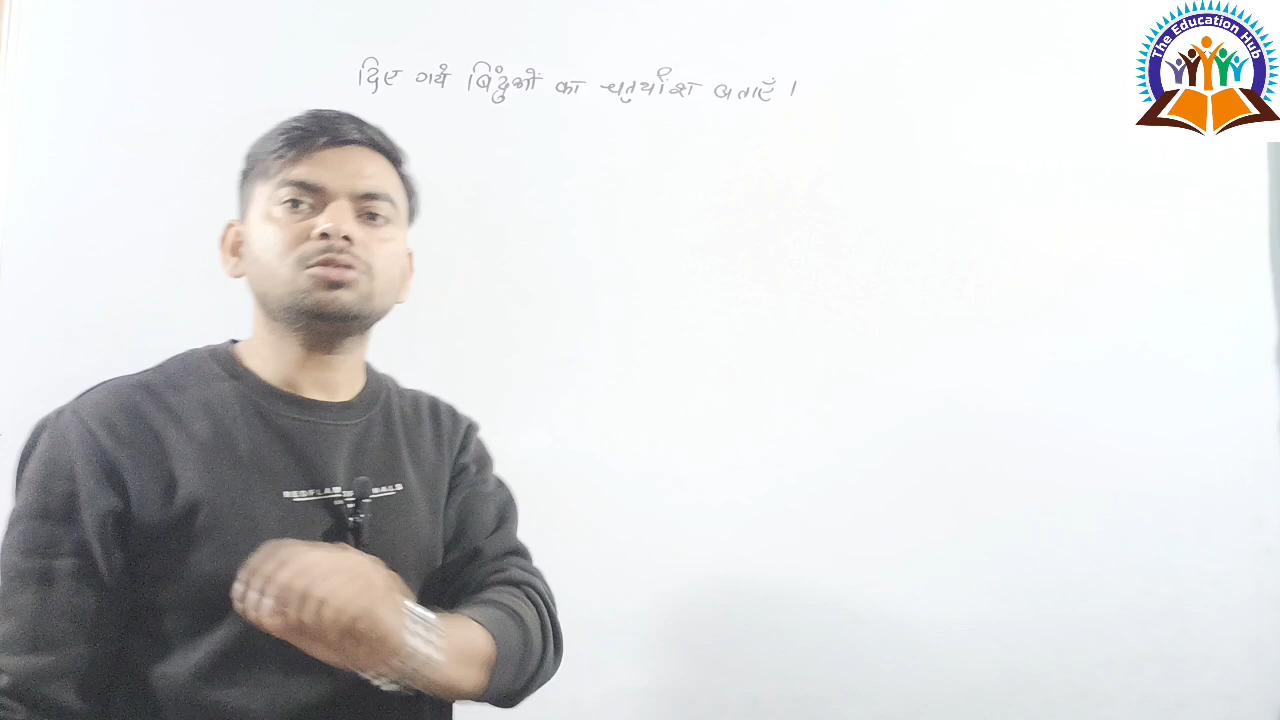 दिए गये बिंदुओं का चतुर्थांश बताएँ।
The Education Hub